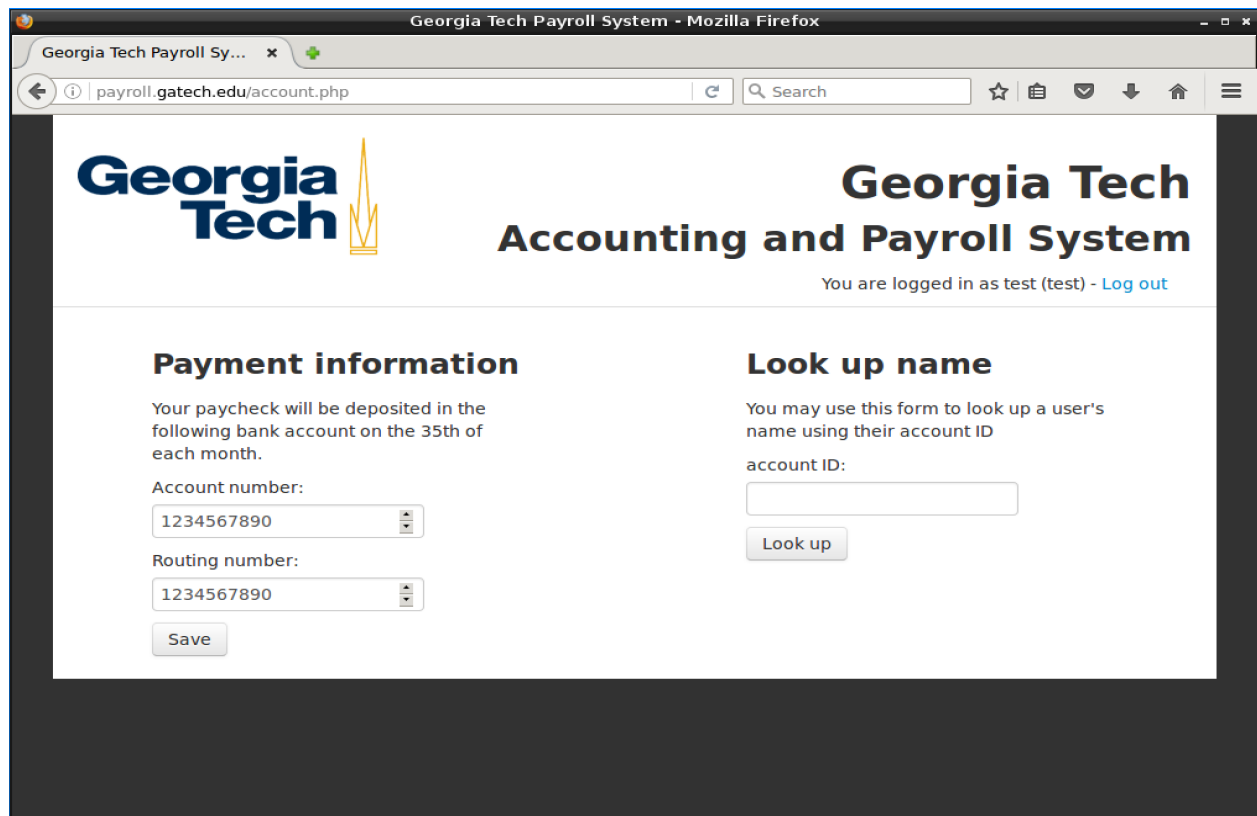 Georgia Tech Payroll System - Mozilla Firefox
Georgia Tech Payroll Sy...
payroll.gatech.edu/account.php
Search
Georgia
Tech
Georgia Tech
Accounting and Payroll System
You are logged in as test (test) - Log out
Payment information
Your paycheck will be deposited in the
following bank account on the 35th of
each month.
Account number:
1234567890
Routing number:
1234567890
Save
Look up name
You may use this form to look up a user's
name using their account ID
account ID:
Look up